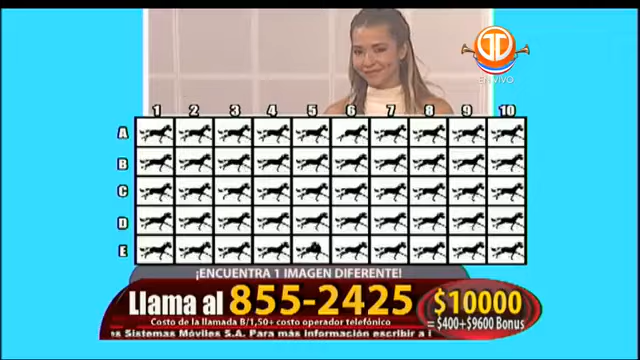 EN VIVO
1 2 3 4 5 6 7 8 9 10
A
B
C
D
E
¡ENCUENTRA 1 IMAGEN DIFERENTE!
Llama al 855-2425
$10000
= $400+$9600 Bonus
Costo de la llamada B/1,50+ costo operador telefónico
es Sistemas Móviles S.A. Para más información escribir a i